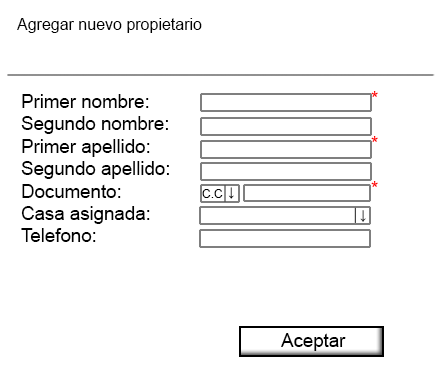 Agregar nuevo propietario
Primer nombre: *
Segundo nombre:
Primer apellido: *
Segundo apellido:
Documento: C.C ↓ *
Casa asignada: ↓
Telefono:
Aceptar